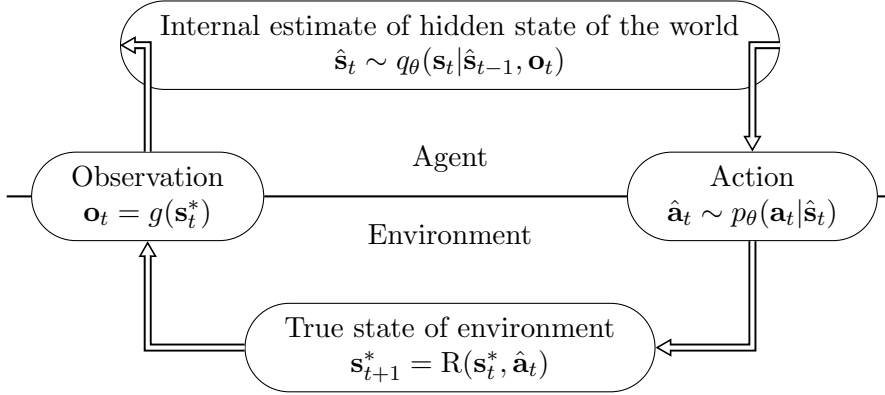 Internal estimate of hidden state of the world
ŝ_t ∼ q_θ(s_t|ŝ_{t−1}, o_t)
Agent
Observation
o_t = g(s*_t)
Action
â_t ∼ p_θ(a_t|ŝ_t)
Environment
True state of environment
s*_{t+1} = R(s*_t, â_t)